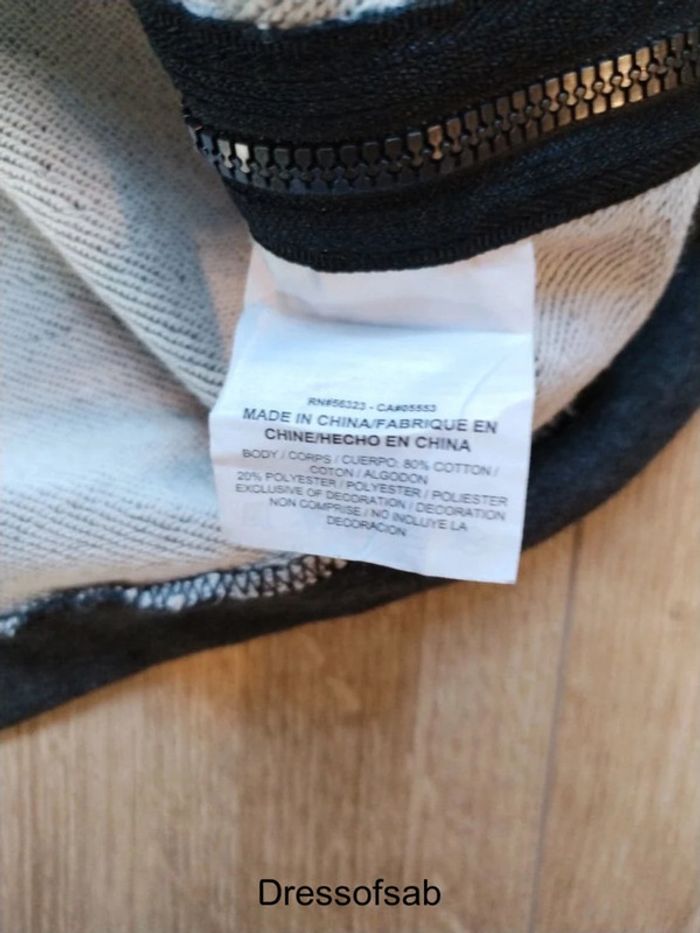 RN#56323 - CA#05553
MADE IN CHINA/FABRIQUE EN
CHINE/HECHO EN CHINA
BODY / CORPS / CUERPO: 80% COTTON /
COTON / ALGODON
20% POLYESTER / POLYESTER / POLIESTER
EXCLUSIVE OF DECORATION / DECORATION
NON COMPRISE / NO INCLUYE LA
DECORACION
Dressofsab